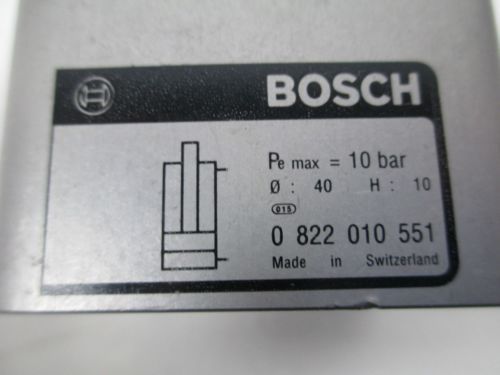 BOSCH
Pe max = 10 bar
Ø : 40 H : 10
015
0 822 010 551
Made in Switzerland